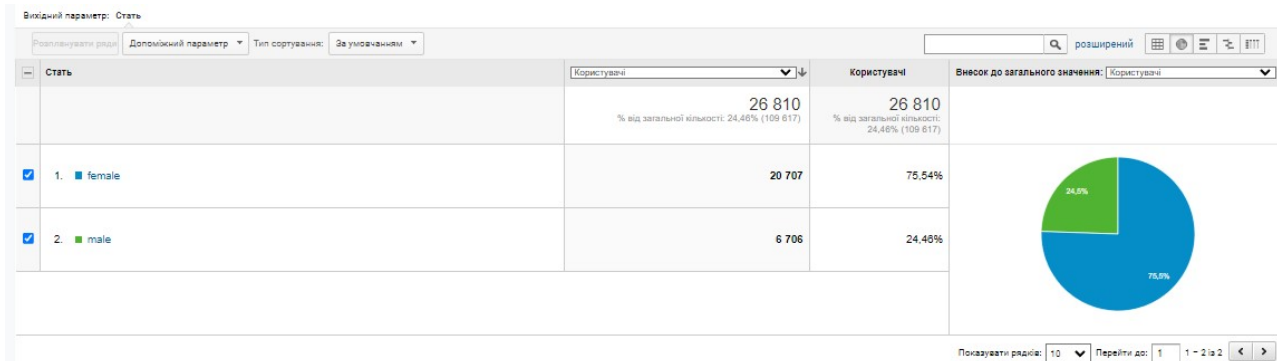 Вихідний параметр: Стать
Розплачувати ряди Допоміжний параметр Тип сортування: За умовчанням розширений
Стать Користувачі Користувачі Внесок до загального значення: Користувачі
26 810 26 810
% від загальної кількості: 24,46% (109 617) % від загальної кількості:
24,46% (109 617)
1. female 20 707 75,54%
2. male 6 706 24,46%
24,5%
75,5%
Показувати рядків: 10 Перейти до: 1 1 – 2 із 2